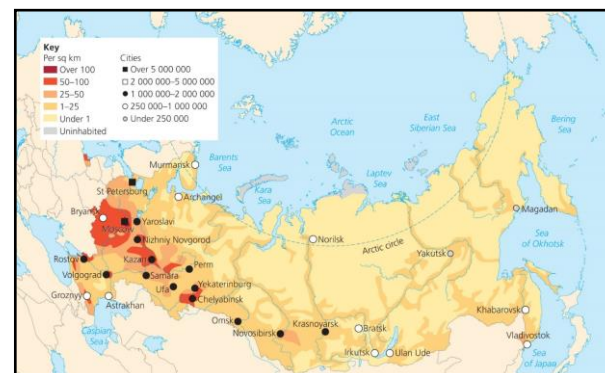 Key
Per sq km
Over 100
50–100
25–50
1–25
Under 1
Uninhabited
Cities
Over 5 000 000
2 000 000–5 000 000
1 000 000–2 000 000
250 000–1 000 000
Under 250 000
Arctic
Ocean
East
Siberian Sea
Bering
Sea
Barents
Sea
Kara
Sea
Laptev
Sea
Murmansk
St Petersburg
Archangel
Bryansk
Moscow
Yaroslavl
Nizhniy Novgorod
Norilsk
Arctic circle
Magadan
Sea
of Okhotsk
Yakutsk
Rostov
Kazan
Perm
Volgograd
Samara
Yekaterinburg
Ufa
Chelyabinsk
Groznyy
Astrakhan
Caspian
Sea
Omsk
Novosibirsk
Krasnoyarsk
Bratsk
Irkutsk
Ulan Ude
Khabarovsk
Vladivostok
Sea
of Japan